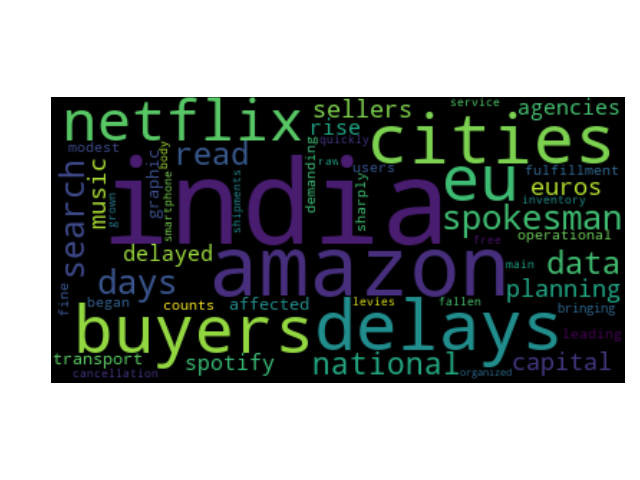 service
netflix
sellers
agencies
cities
rise
quickly
modest
body
graphic
read
music
search
india
demanding
raw
users
eu
fulfillment
euros
inventory
smartphone
grown
shipments
sharply
spokesman
operational
free
delayed
amazon
main
data
days
planning
fine
began
counts
affected
levies
fallen
bringing
buyers
delays
leading
transport
spotify
national
capital
cancellation
organized